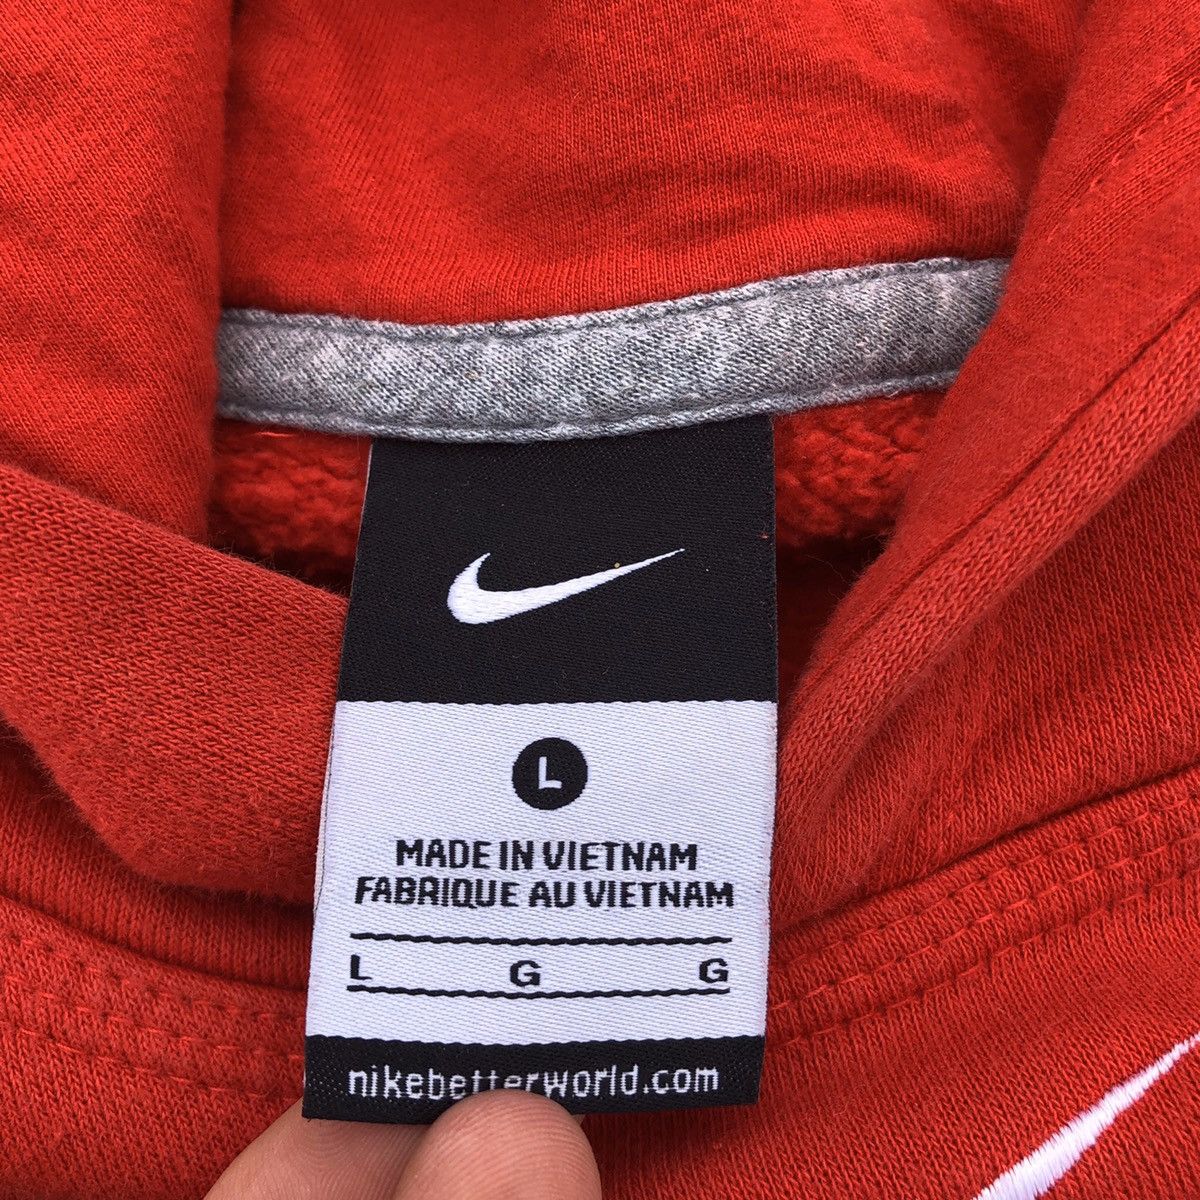 L
MADE IN VIETNAM
FABRIQUE AU VIETNAM
L G G
nikebetterworld.com